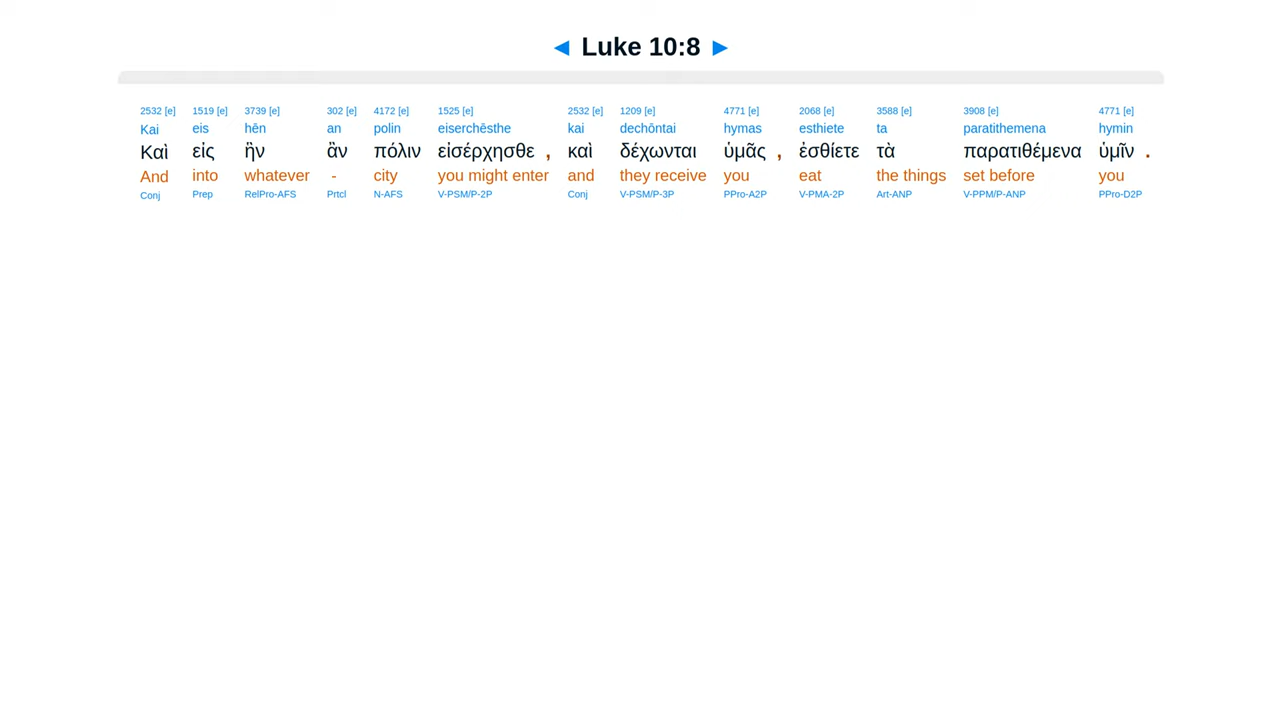 ◄ Luke 10:8 ►
2532 [e] 1519 [e] 3739 [e] 302 [e] 4172 [e] 1525 [e] 2532 [e] 1209 [e] 4771 [e] 2068 [e] 3588 [e] 3908 [e] 4771 [e]
Kai eis hēn an polin eiserchēsthe kai dechōntai hymas esthiete ta paratithemena hymin
Καὶ εἰς ἣν ἂν πόλιν εἰσέρχησθε , καὶ δέχωνται ὑμᾶς , ἐσθίετε τὰ παρατιθέμενα ὑμῖν .
And into whatever - city you might enter and they receive you eat the things set before you
Conj Prep RelPro-AFS Prtcl N-AFS V-PSM/P-2P Conj V-PSM/P-3P PPro-A2P V-PMA-2P Art-ANP V-PPM/P-ANP PPro-D2P